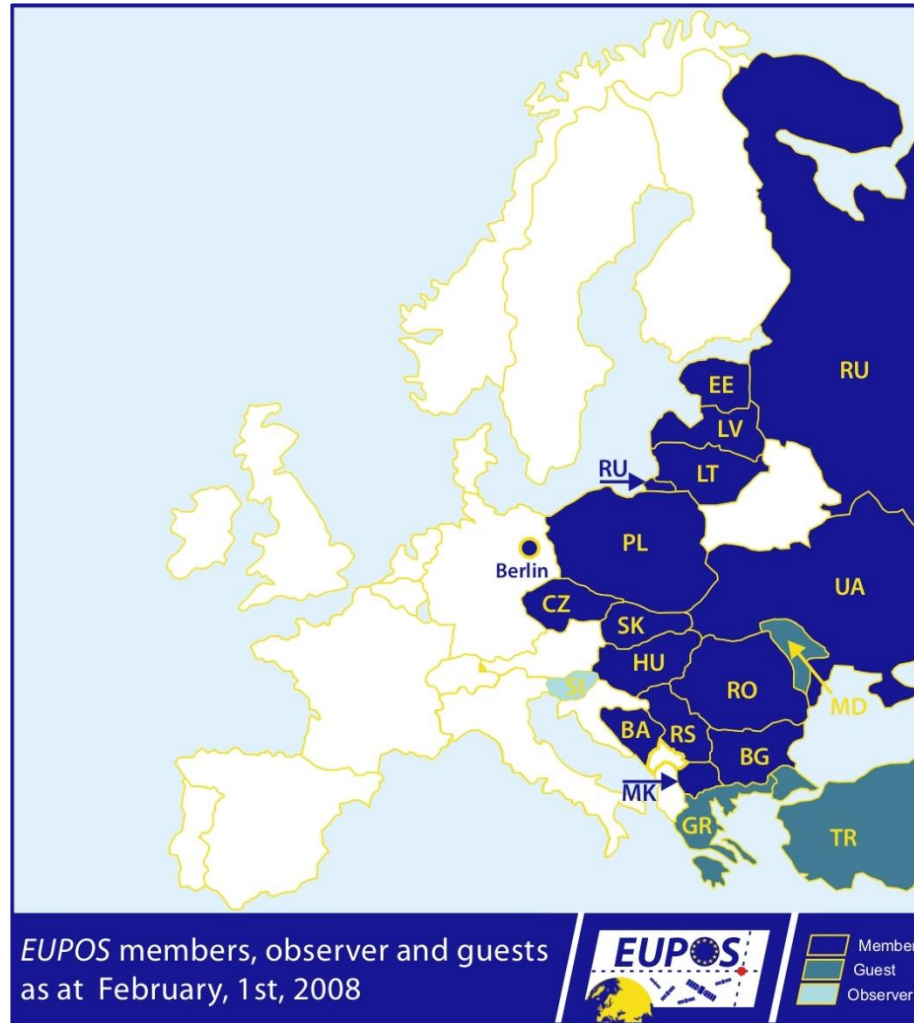 EE
RU
LV
RU
LT
PL
Berlin
UA
CZ
SK
HU
SI
RO
MD
BA
RS
BG
MK
GR
TR
EUPOS members, observer and guests
as at February, 1st, 2008
EUPOS
Member
Guest
Observer